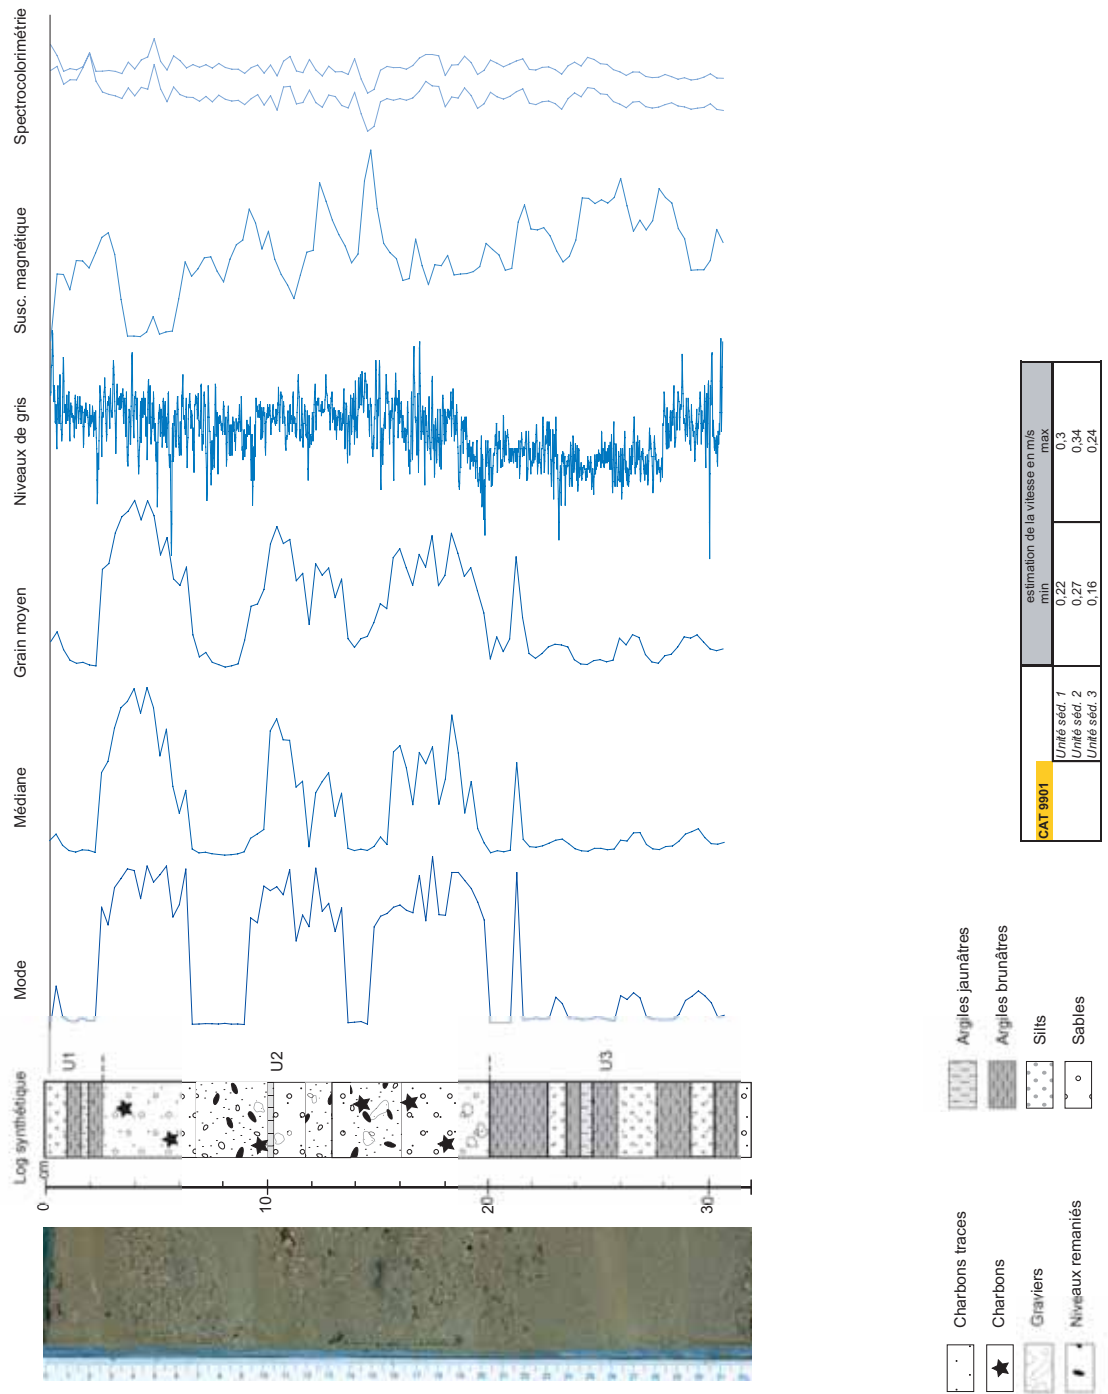 Log synthétique
Mode
Médiane
Grain moyen
Niveaux de gris
Susc. magnétique
Spectrocolorimétrie
cm
0
10
20
30
U1
U2
U3
Charbons traces
Charbons
Graviers
Niveaux remaniés
Argiles jaunâtres
Argiles brunâtres
Silts
Sables
CAT 9901
estimation de la vitesse en m/s
min max
Unité séd. 1 0,22 0,3
Unité séd. 2 0,27 0,34
Unité séd. 3 0,16 0,24